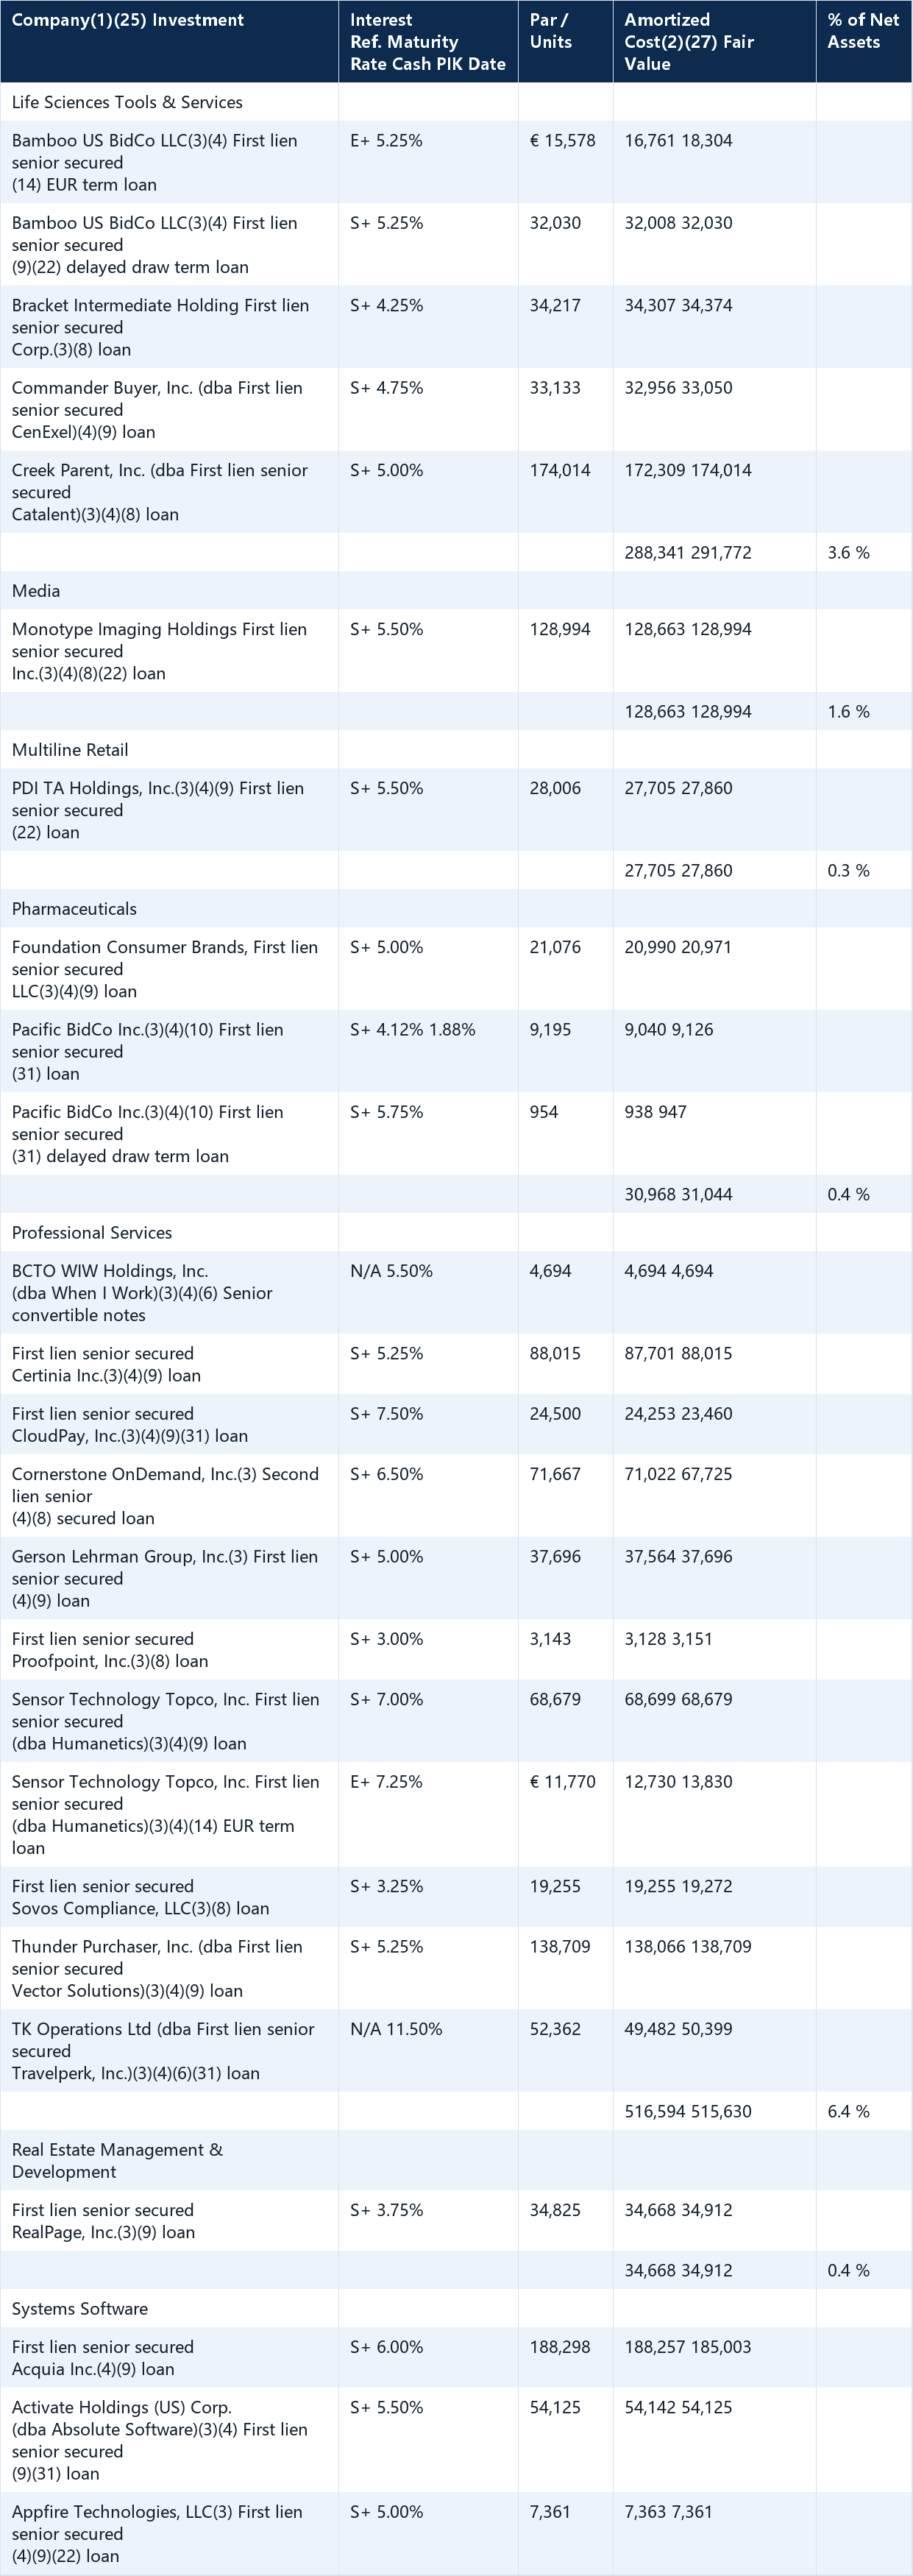 Company(1)(25) Investment
Interest
Ref. Maturity
Rate Cash PIK Date
Par /
Units
Amortized
Cost(2)(27) Fair
Value
% of Net
Assets
Life Sciences Tools & Services
Bamboo US BidCo LLC(3)(4) First lien
senior secured
(14) EUR term loan
E+ 5.25%
€ 15,578
16,761 18,304
Bamboo US BidCo LLC(3)(4) First lien
senior secured
(9)(22) delayed draw term loan
S+ 5.25%
32,030
32,008 32,030
Bracket Intermediate Holding First lien
senior secured
Corp.(3)(8) loan
S+ 4.25%
34,217
34,307 34,374
Commander Buyer, Inc. (dba First lien
senior secured
CenExel)(4)(9) loan
S+ 4.75%
33,133
32,956 33,050
Creek Parent, Inc. (dba First lien senior
secured
Catalent)(3)(4)(8) loan
S+ 5.00%
174,014
172,309 174,014
288,341 291,772
3.6 %
Media
Monotype Imaging Holdings First lien
senior secured
Inc.(3)(4)(8)(22) loan
S+ 5.50%
128,994
128,663 128,994
128,663 128,994
1.6 %
Multiline Retail
PDI TA Holdings, Inc.(3)(4)(9) First lien
senior secured
(22) loan
S+ 5.50%
28,006
27,705 27,860
27,705 27,860
0.3 %
Pharmaceuticals
Foundation Consumer Brands, First lien
senior secured
LLC(3)(4)(9) loan
S+ 5.00%
21,076
20,990 20,971
Pacific BidCo Inc.(3)(4)(10) First lien
senior secured
(31) loan
S+ 4.12% 1.88%
9,195
9,040 9,126
Pacific BidCo Inc.(3)(4)(10) First lien
senior secured
(31) delayed draw term loan
S+ 5.75%
954
938 947
30,968 31,044
0.4 %
Professional Services
BCTO WIW Holdings, Inc.
(dba When I Work)(3)(4)(6) Senior
convertible notes
N/A 5.50%
4,694
4,694 4,694
First lien senior secured
Certinia Inc.(3)(4)(9) loan
S+ 5.25%
88,015
87,701 88,015
First lien senior secured
CloudPay, Inc.(3)(4)(9)(31) loan
S+ 7.50%
24,500
24,253 23,460
Cornerstone OnDemand, Inc.(3) Second
lien senior
(4)(8) secured loan
S+ 6.50%
71,667
71,022 67,725
Gerson Lehrman Group, Inc.(3) First lien
senior secured
(4)(9) loan
S+ 5.00%
37,696
37,564 37,696
First lien senior secured
Proofpoint, Inc.(3)(8) loan
S+ 3.00%
3,143
3,128 3,151
Sensor Technology Topco, Inc. First lien
senior secured
(dba Humanetics)(3)(4)(9) loan
S+ 7.00%
68,679
68,699 68,679
Sensor Technology Topco, Inc. First lien
senior secured
(dba Humanetics)(3)(4)(14) EUR term
loan
E+ 7.25%
€ 11,770
12,730 13,830
First lien senior secured
Sovos Compliance, LLC(3)(8) loan
S+ 3.25%
19,255
19,255 19,272
Thunder Purchaser, Inc. (dba First lien
senior secured
Vector Solutions)(3)(4)(9) loan
S+ 5.25%
138,709
138,066 138,709
TK Operations Ltd (dba First lien senior
secured
Travelperk, Inc.)(3)(4)(6)(31) loan
N/A 11.50%
52,362
49,482 50,399
516,594 515,630
6.4 %
Real Estate Management &
Development
First lien senior secured
RealPage, Inc.(3)(9) loan
S+ 3.75%
34,825
34,668 34,912
34,668 34,912
0.4 %
Systems Software
First lien senior secured
Acquia Inc.(4)(9) loan
S+ 6.00%
188,298
188,257 185,003
Activate Holdings (US) Corp.
(dba Absolute Software)(3)(4) First lien
senior secured
(9)(31) loan
S+ 5.50%
54,125
54,142 54,125
Appfire Technologies, LLC(3) First lien
senior secured
(4)(9)(22) loan
S+ 5.00%
7,361
7,363 7,361